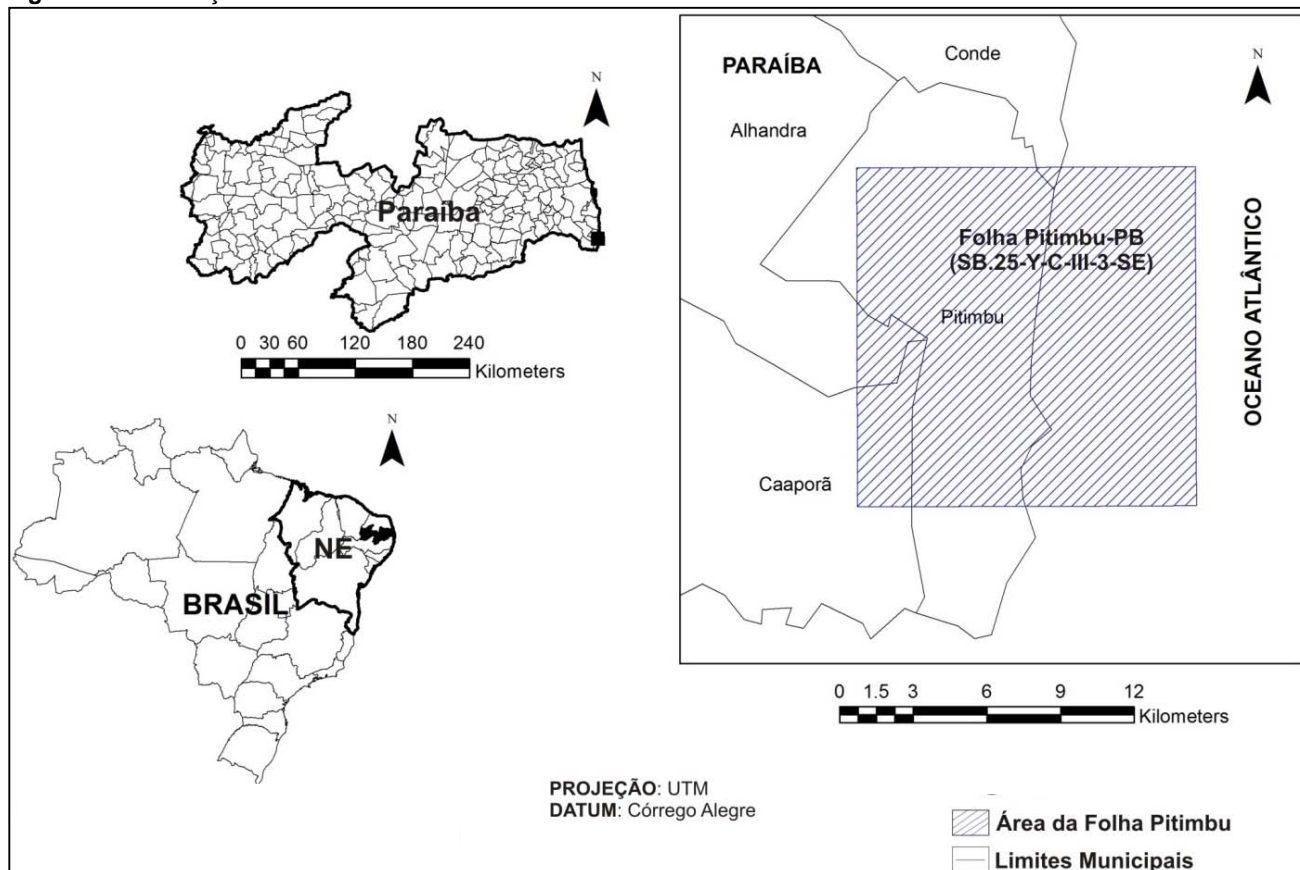 N
Paraíba
0 30 60 120 180 240
Kilometers
N
NE
BRASIL
PARAÍBA
Conde
N
Alhandra
Folha Pitimbu-PB
(SB.25-Y-C-III-3-SE)
Pitimbu
OCEANO ATLÂNTICO
Caaporã
0 1.5 3 6 9 12
Kilometers
PROJEÇÃO: UTM
DATUM: Córrego Alegre
Área da Folha Pitimbu
Limites Municipais